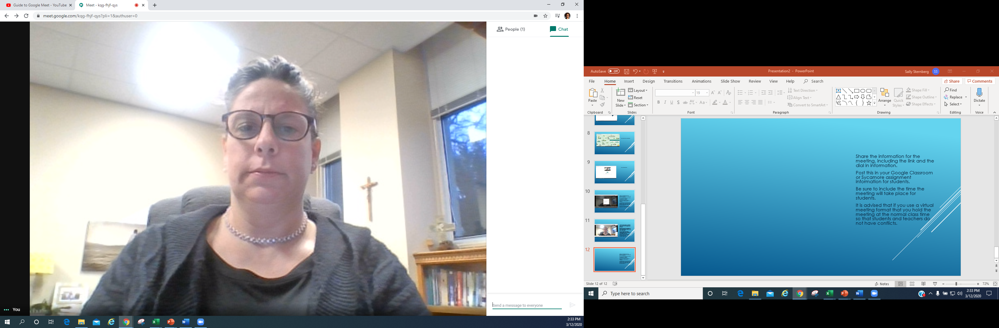 Guide to Google Meet - YouTube
Meet - kqg-fhjf-qys
meet.google.com/kqg-fhjf-qys?pli=1&authuser=0
People (1)
Chat
You
Send a message to everyone
2:33 PM
3/12/2020
AutoSave Off
Presentation2 - PowerPoint
Sally Sternberg SS
File Home Insert Design Transitions Animations Slide Show Review View Help Search
Share Comments
Paste
Clipboard
New
Slide
Layout
Reset
Section
Slides
19
Font
Text Direction
Align Text
Convert to SmartArt
Paragraph
Arrange
Quick
Styles
Shape Fill
Shape Outline
Shape Effects
Drawing
Find
Replace
Select
Editing
Dictate
Voice
8
9
10
11
12
Share the information for the
meeting, including the link and the
dial in information.
Post this in your Google Classroom
or Sycamore assignment
information for students.
Be sure to include the time the
meeting will take place for
students.
It is advised that if you use a virtual
meeting format that you hold the
meeting at the normal class time
so that students and teachers do
not have conflicts.
Slide 12 of 12
Notes
72%
Type here to search
2:33 PM
3/12/2020